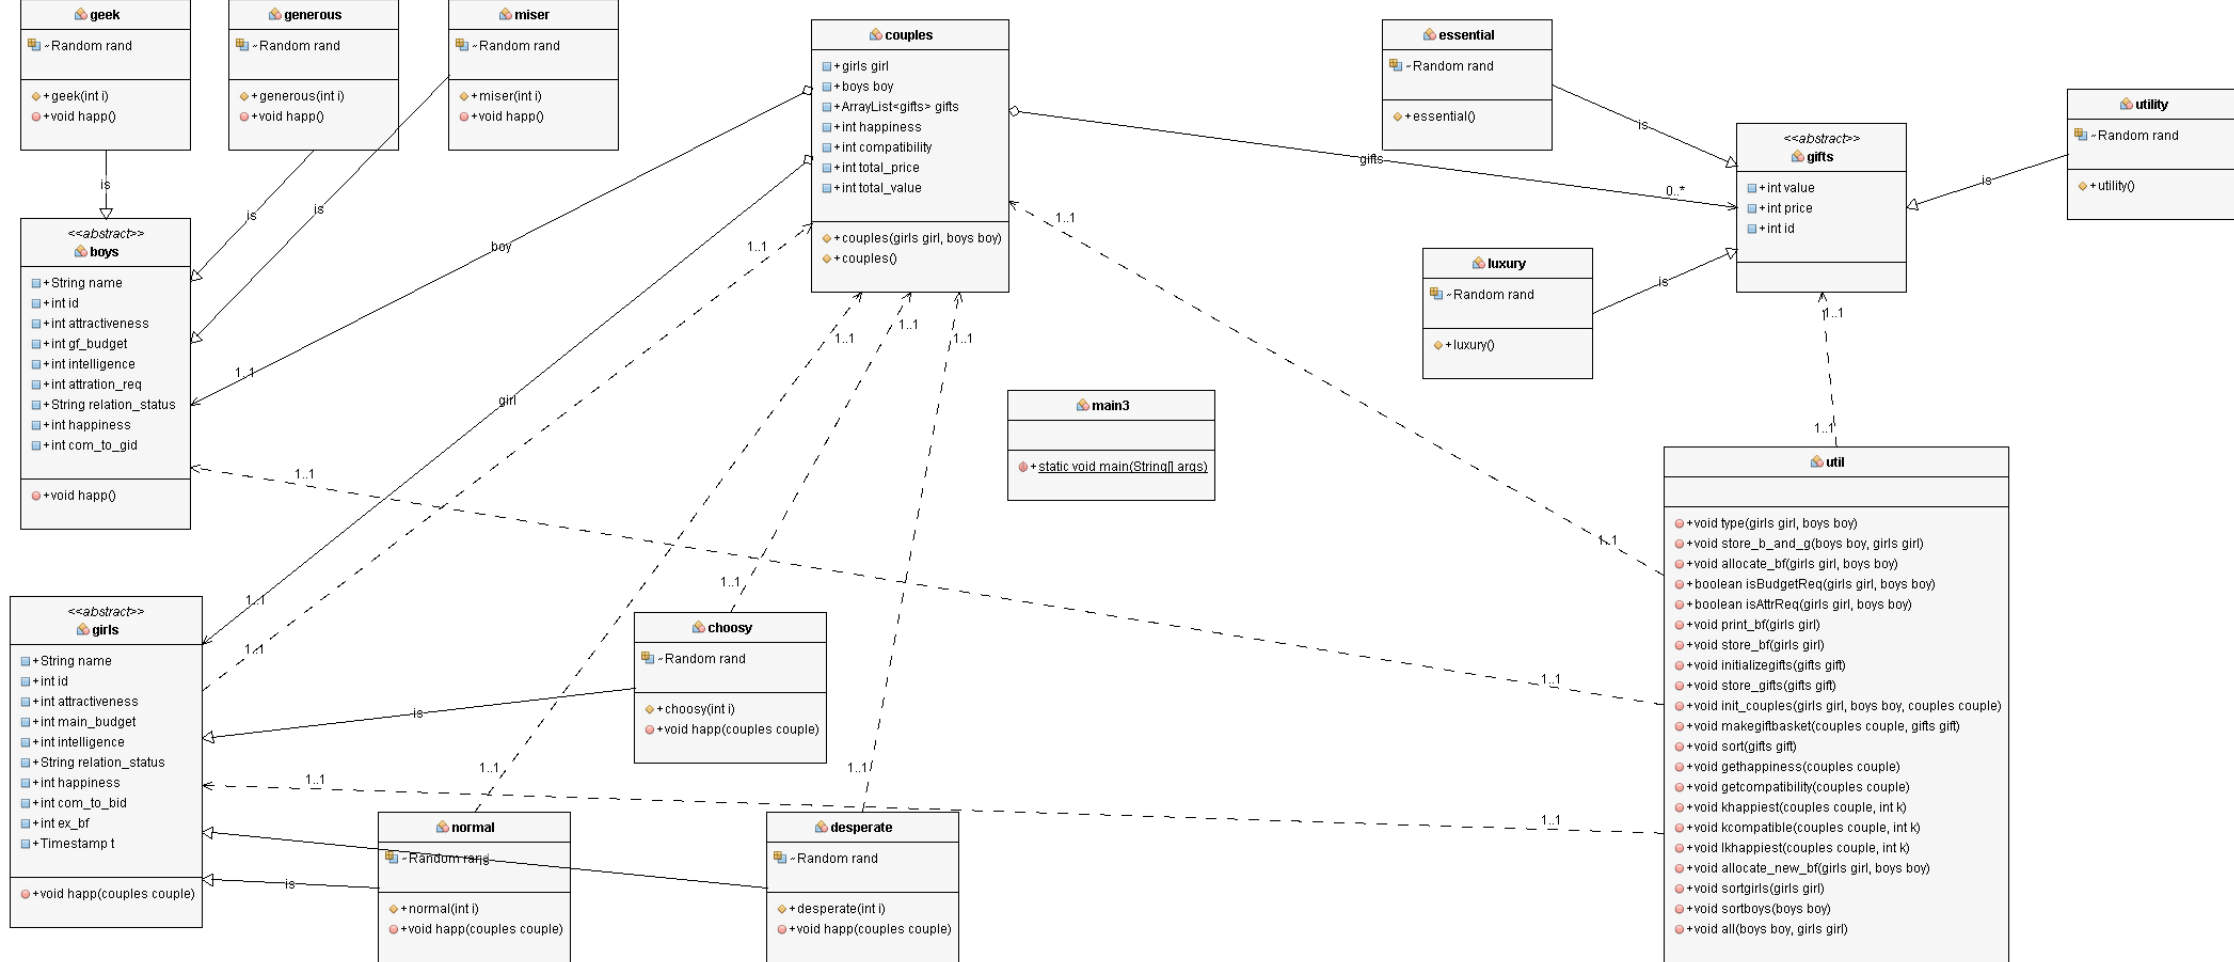 geek
~Random rand
+geek(int i)
+void happ()
generous
~Random rand
+generous(int i)
+void happ()
miser
~Random rand
+miser(int i)
+void happ()
couples
+girls girl
+boys boy
+ArrayList<gifts> gifts
+int happiness
+int compatibility
+int total_price
+int total_value
+couples(girls girl, boys boy)
+couples()
essential
~Random rand
+essential()
utility
~Random rand
+utility()
<<abstract>>
gifts
+int value
+int price
+int id
luxury
~Random rand
+luxury()
is
is
is
is
is
is
gifts
0..*
boy
1..1
girl
1..1
1..1
1..1
1..1
1..1
1..1
1..1
1..1
1..1
1..1
<<abstract>>
boys
+String name
+int id
+int attractiveness
+int gf_budget
+int intelligence
+int attration_req
+String relation_status
+int happiness
+int com_to_gid
+void happ()
main3
+static void main(String[] args)
1..1
1..1
1..1
1..1
1..1
1..1
<<abstract>>
girls
+String name
+int id
+int attractiveness
+int main_budget
+int intelligence
+String relation_status
+int happiness
+int com_to_bid
+int ex_bf
+Timestamp t
+void happ(couples couple)
choosy
~Random rand
+choosy(int i)
+void happ(couples couple)
is
is
normal
~Random
+normal(int i)
+void happ(couples couple)
desperate
~Random rand
+desperate(int i)
+void happ(couples couple)
util
+void type(girls girl, boys boy)
+void store_b_and_g(boys boy, girls girl)
+void allocate_bf(girls girl, boys boy)
+boolean isBudgetReq(girls girl, boys boy)
+boolean isAttrReq(girls girl, boys boy)
+void print_bf(girls girl)
+void store_bf(girls girl)
+void initializegifts(gifts gift)
+void store_gifts(gifts gift)
+void init_couples(girls girl, boys boy, couples couple)
+void makegiftbasket(couples couple, gifts gift)
+void sort(gifts gift)
+void gethappiness(couples couple)
+void getcompatibility(couples couple)
+void khappiest(couples couple, int k)
+void kcompatible(couples couple, int k)
+void lkhappiest(couples couple, int k)
+void allocate_new_bf(girls girl, boys boy)
+void sortgirls(girls girl)
+void sortboys(boys boy)
+void all(boys boy, girls girl)